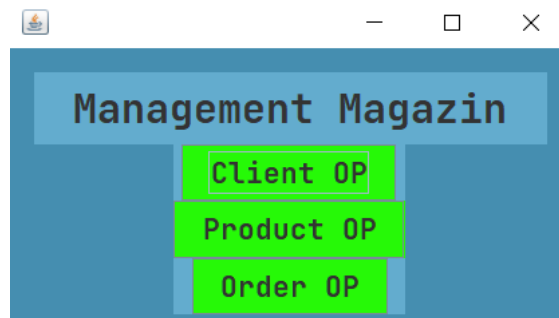 Management Magazin
Client OP
Product OP
Order OP